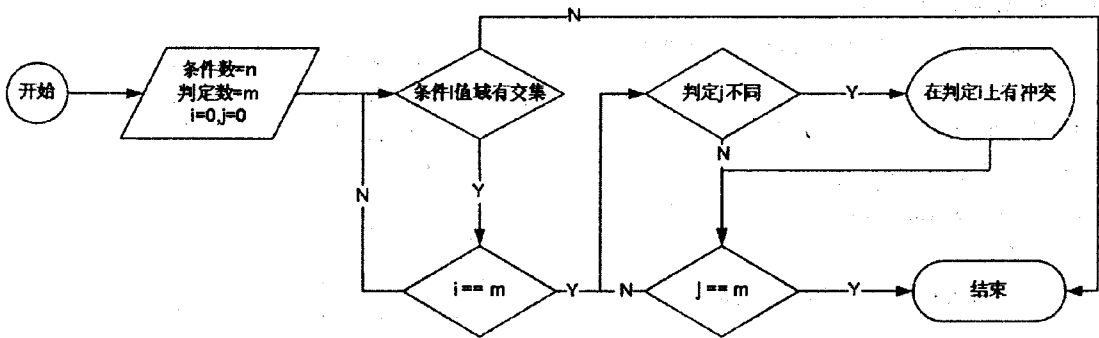 N
开始
条件数=n
判定数=m
i=0,j=0
条件i值域有交集
判定j不同
Y
在判定i上有冲突
N
Y
N
i== m
Y
N
j== m
Y
结束